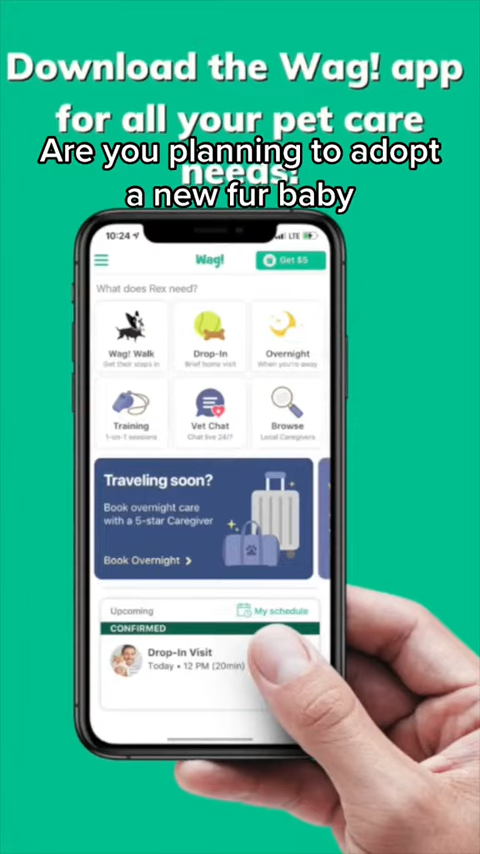 Download the Wag! app
for all your pet care
needs!
Are you planning to adopt
a new fur baby
10:24
LTE
Wag!
Get $5
What does Rex need?
Wag! Walk
Get their steps in
Drop-In
Brief home visit
Overnight
When you're away
Training
1-on-1 sessions
Vet Chat
Chat live 24/7
Browse
Local Caregivers
Traveling soon?
Book overnight care
with a 5-star Caregiver
Book Overnight
Upcoming
My schedule
CONFIRMED
Drop-In Visit
Today • 12 PM (20min)